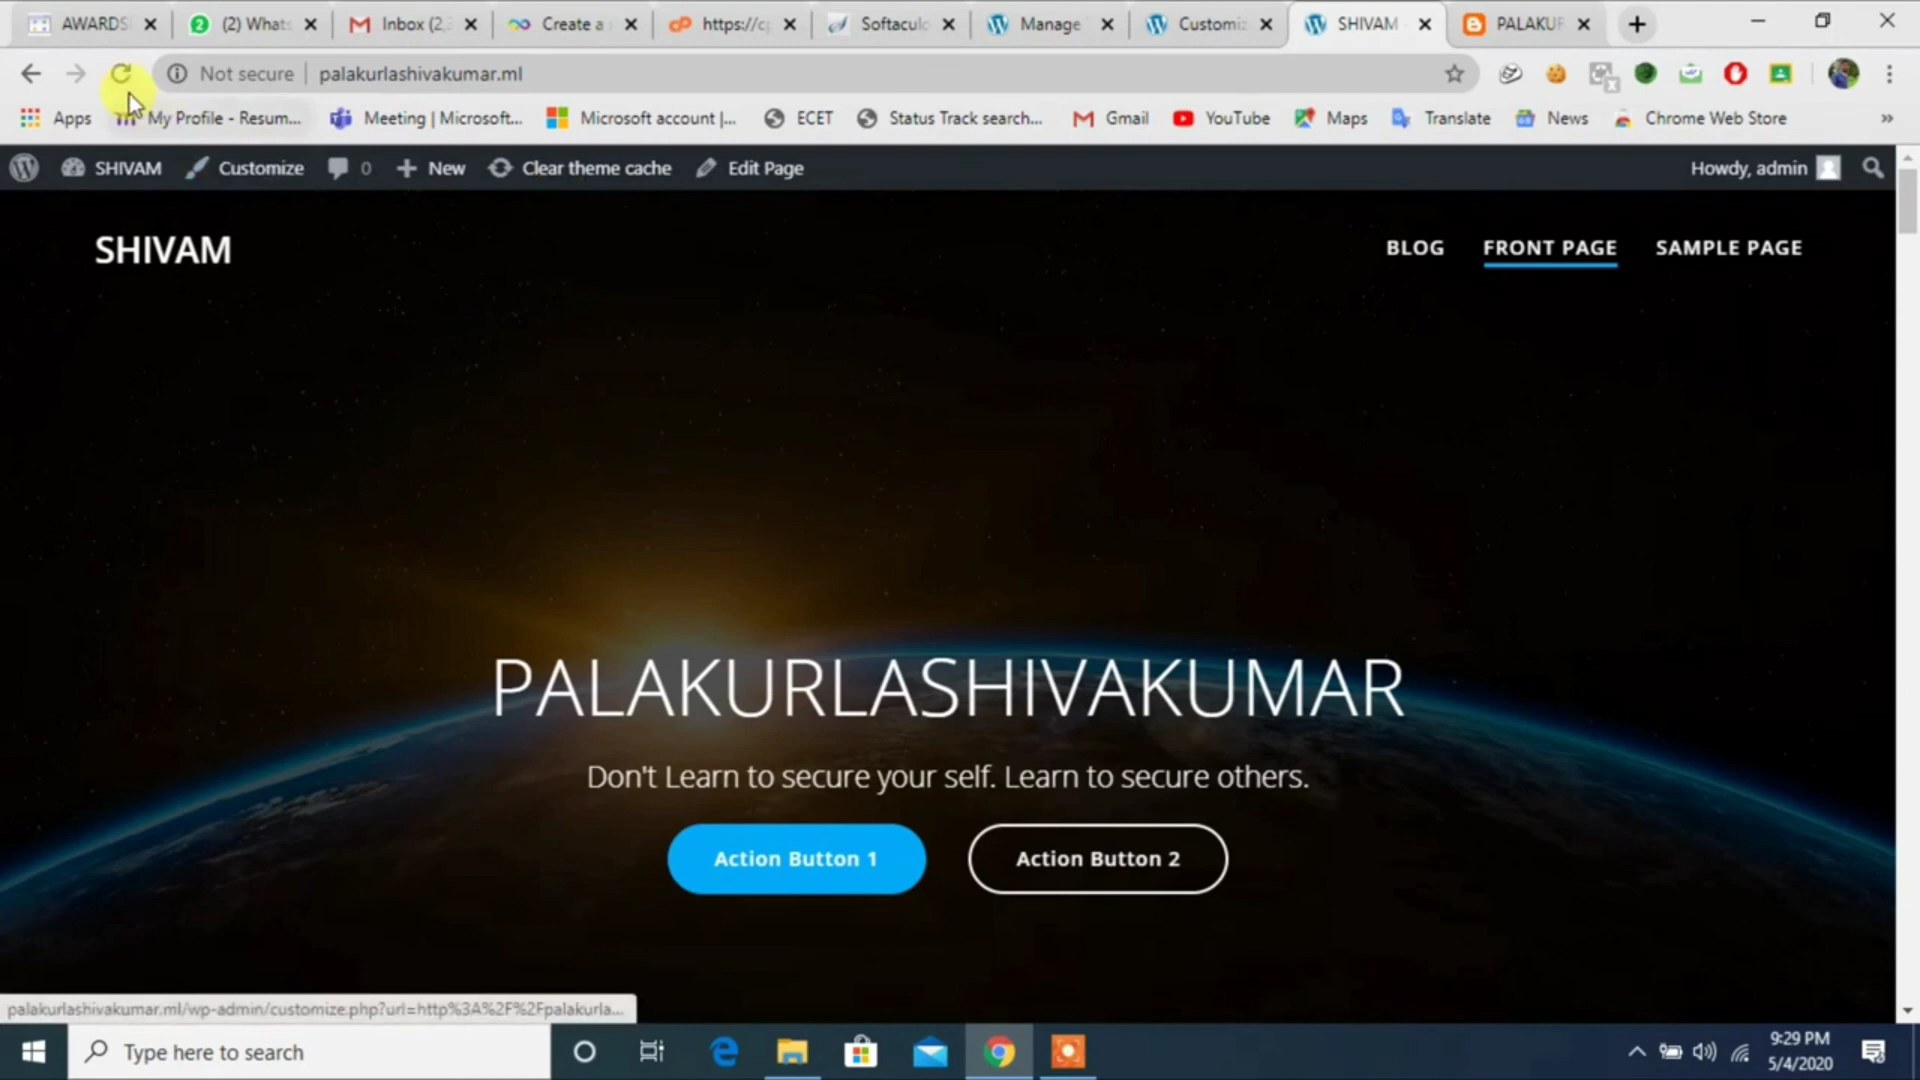 AWARDS
(2) Whats
Inbox (2,
Create a
https://cp
Softaculo
Manage
Customiz
SHIVAM
PALAKUR
Not secure
palakurlashivakumar.ml
Apps
My Profile - Resum...
Meeting | Microsoft...
Microsoft account |...
ECET
Status Track search...
Gmail
YouTube
Maps
Translate
News
Chrome Web Store
»
SHIVAM
Customize
0
New
Clear theme cache
Edit Page
Howdy, admin
SHIVAM
BLOG
FRONT PAGE
SAMPLE PAGE
PALAKURLASHIVAKUMAR
Don't Learn to secure your self. Learn to secure others.
Action Button 1
Action Button 2
palakurlashivakumar.ml/wp-admin/customize.php?url=http%3A%2F%2Fpalakurla...
Type here to search
9:29 PM
5/4/2020